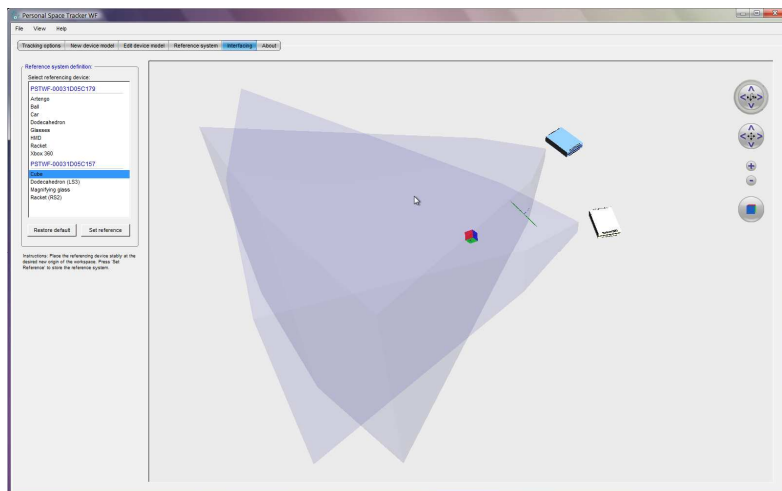 Personal Space Tracker WF
File View Help
Tracking options New device model Edit device model Reference system Interfacing About
Reference system definition:
Select referencing device:
PSTWF-00031D05C179
Artengo
Ball
Car
Dodecahedron
Glasses
HMD
Racket
Xbox 360
PSTWF-00031D05C157
Cube
Dodecahedron (LS3)
Magnifying glass
Racket (RS2)
Restore default Set reference
Instructions: Place the referencing device stably at the
desired new origin of the workspace. Press 'Set
Reference' to store the reference system.